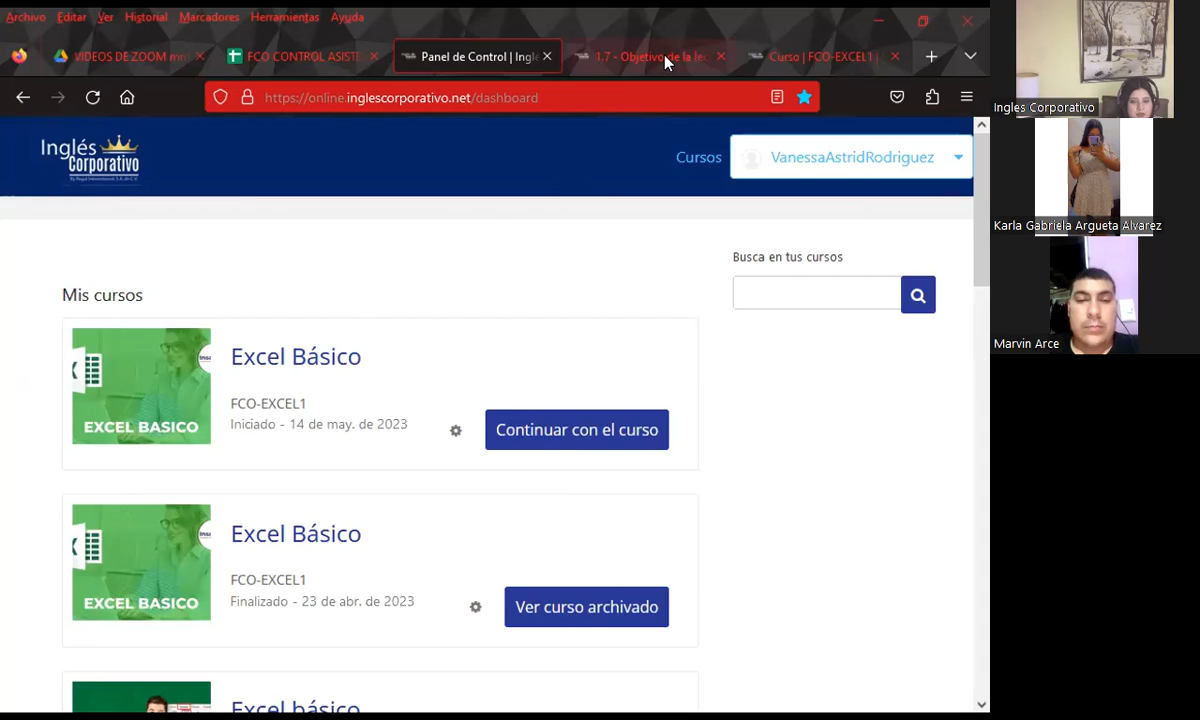 Archivo Editar Ver Historial Marcadores Herramientas Ayuda
VIDEOS DE ZOOM
FCO CONTROL ASISTE
Panel de Control | Ingl
1.7 - Objetivo de la lec
Curso | FCO-EXCEL1 |
https://online.inglescorporativo.net/dashboard
Inglés
Corporativo
Cursos
VanessaAstridRodriguez
Mis cursos
Busca en tus cursos
EXCEL BASICO
Excel Básico
FCO-EXCEL1
Iniciado - 14 de may. de 2023
Continuar con el curso
EXCEL BASICO
Excel Básico
FCO-EXCEL1
Finalizado - 23 de abr. de 2023
Ver curso archivado
Excel básico
Ingles Corporativo
Karla Gabriela Argueta Alvarez
Marvin Arce